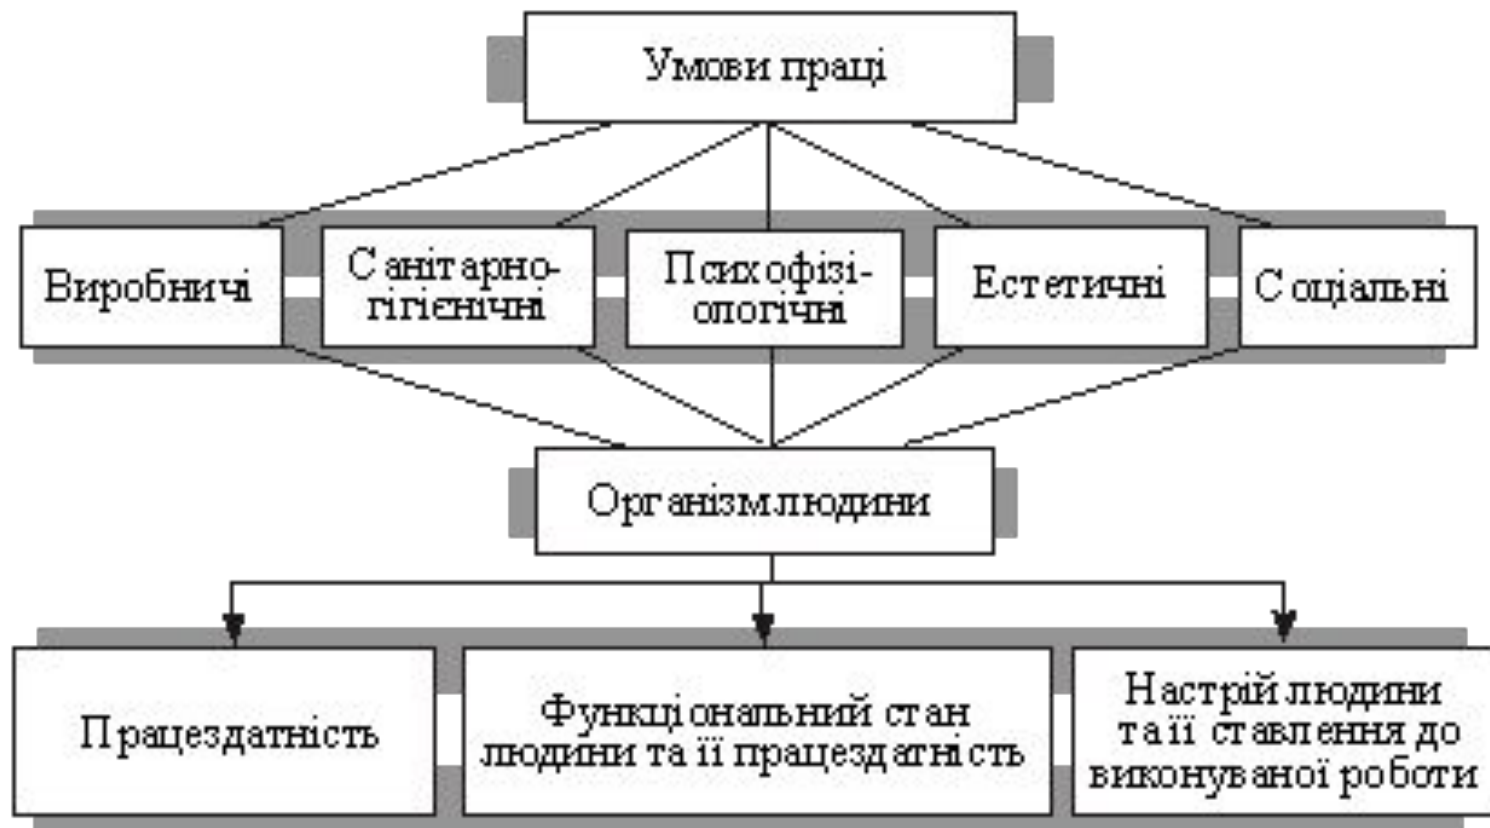 Умови праці
Виробничі
Санітарно-
гігієнічні
Психофізі-
ологічні
Естетичні
Соціальні
Організм людини
Працездатність
Функціональний стан
людини та її працездатність
Настрій людини
та її ставлення до
виконуваної роботи